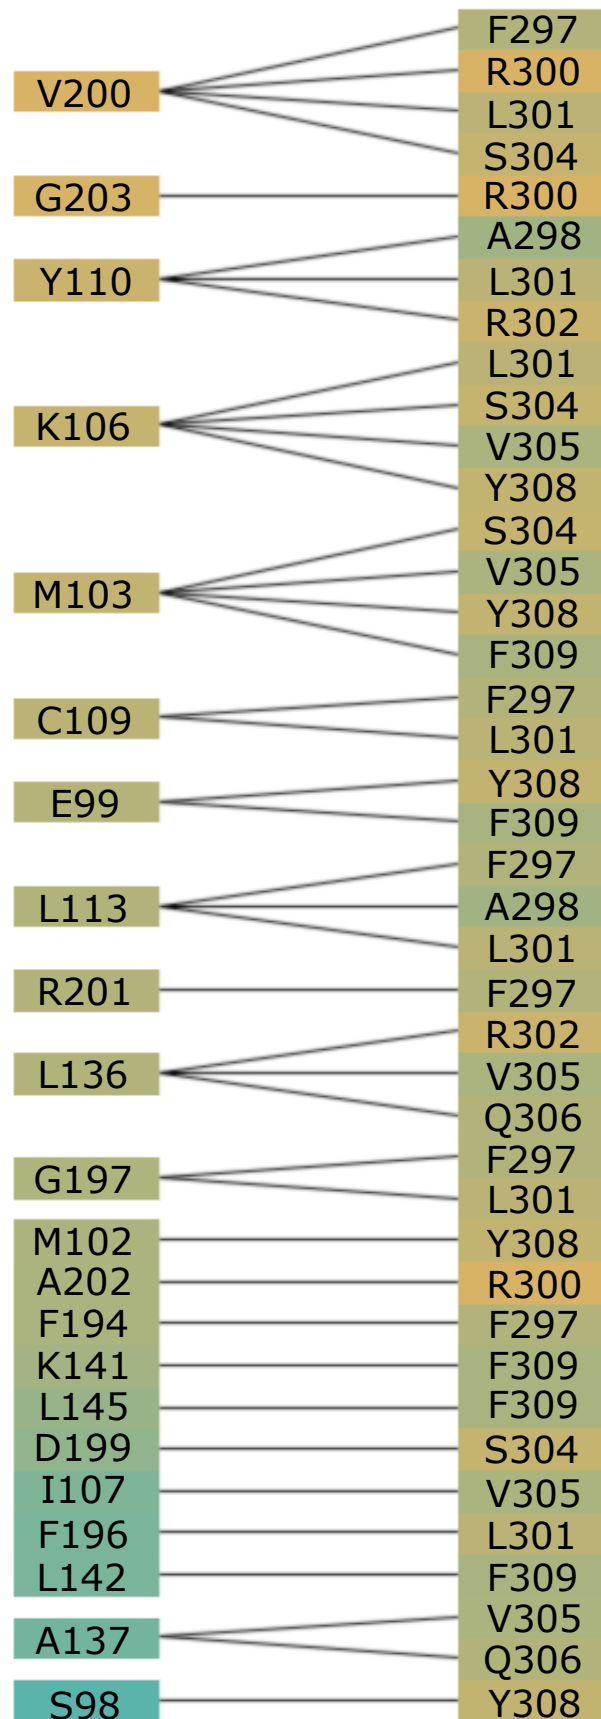 F297
V200 R300
L301
S304
G203 R300
A298
Y110 L301
R302
L301
K106 S304
V305
Y308
S304
M103 V305
Y308
F309
C109 F297
L301
E99 Y308
F309
F297
L113 A298
L301
R201 F297
R302
L136 V305
Q306
G197 F297
L301
M102 Y308
A202 R300
F194 F297
K141 F309
L145 F309
D199 S304
I107 V305
F196 L301
L142 F309
A137 V305
Q306
S98 Y308